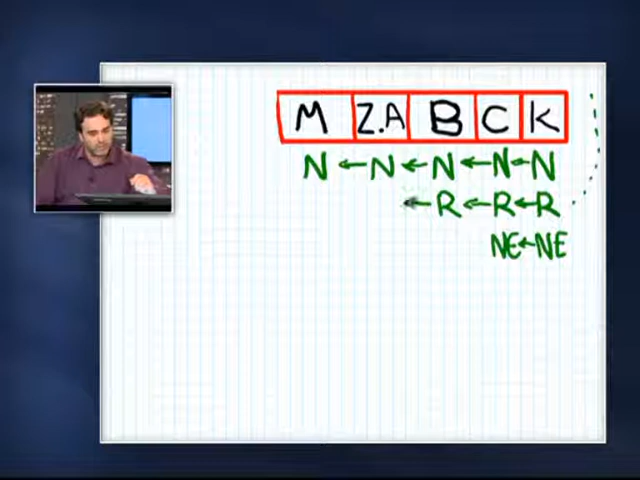 M Z.A B C K
N ← N ← N ← N ← N
← R ← R ← R
NE ← NE